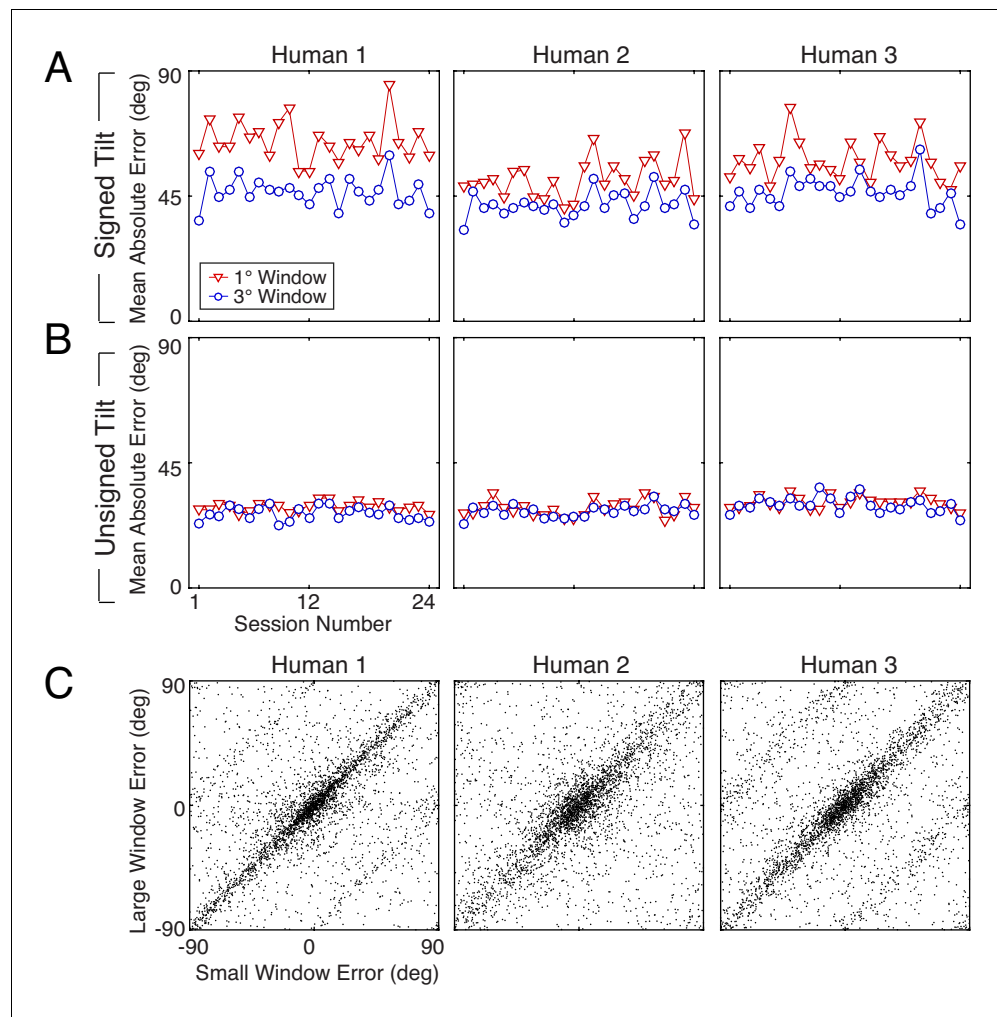 A
Human 1
Human 2
Human 3
Signed Tilt
Mean Absolute Error (deg)
90
45
0
1° Window
3° Window
B
Unsigned Tilt
Mean Absolute Error (deg)
90
45
0
1
12
24
Session Number
C
Human 1
Human 2
Human 3
Large Window Error (deg)
90
0
-90
-90
0
90
Small Window Error (deg)